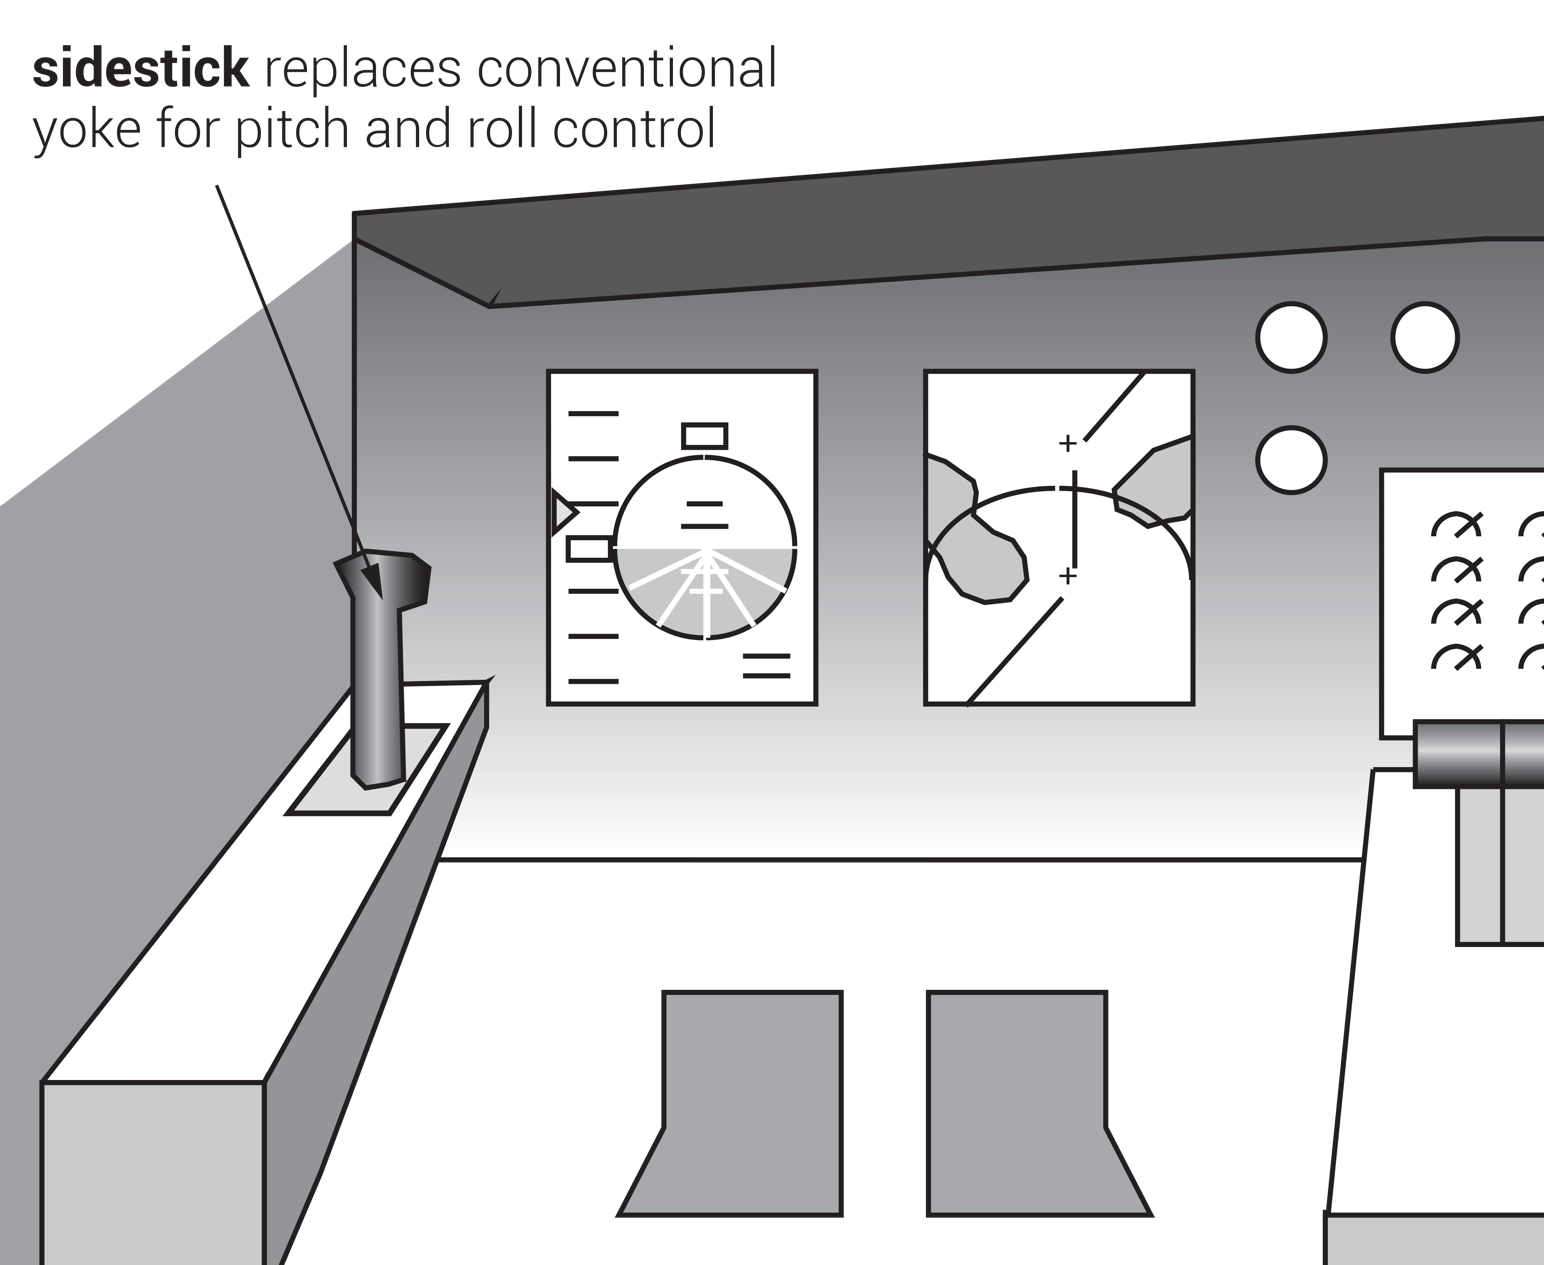 sidestick replaces conventional
yoke for pitch and roll control